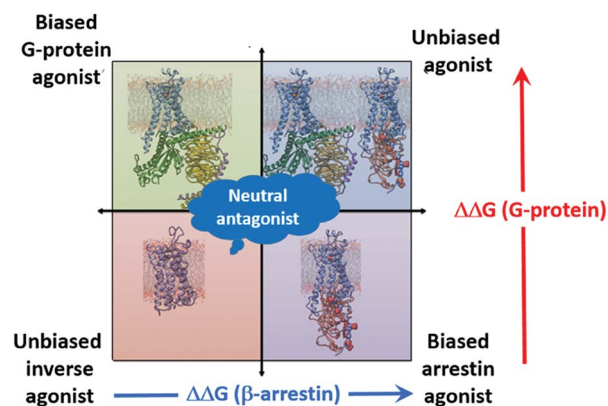 Biased
G-protein
agonist
Unbiased
agonist
Neutral
antagonist
ΔΔG (G-protein)
Unbiased
inverse
agonist
ΔΔG (β-arrestin)
Biased
arrestin
agonist